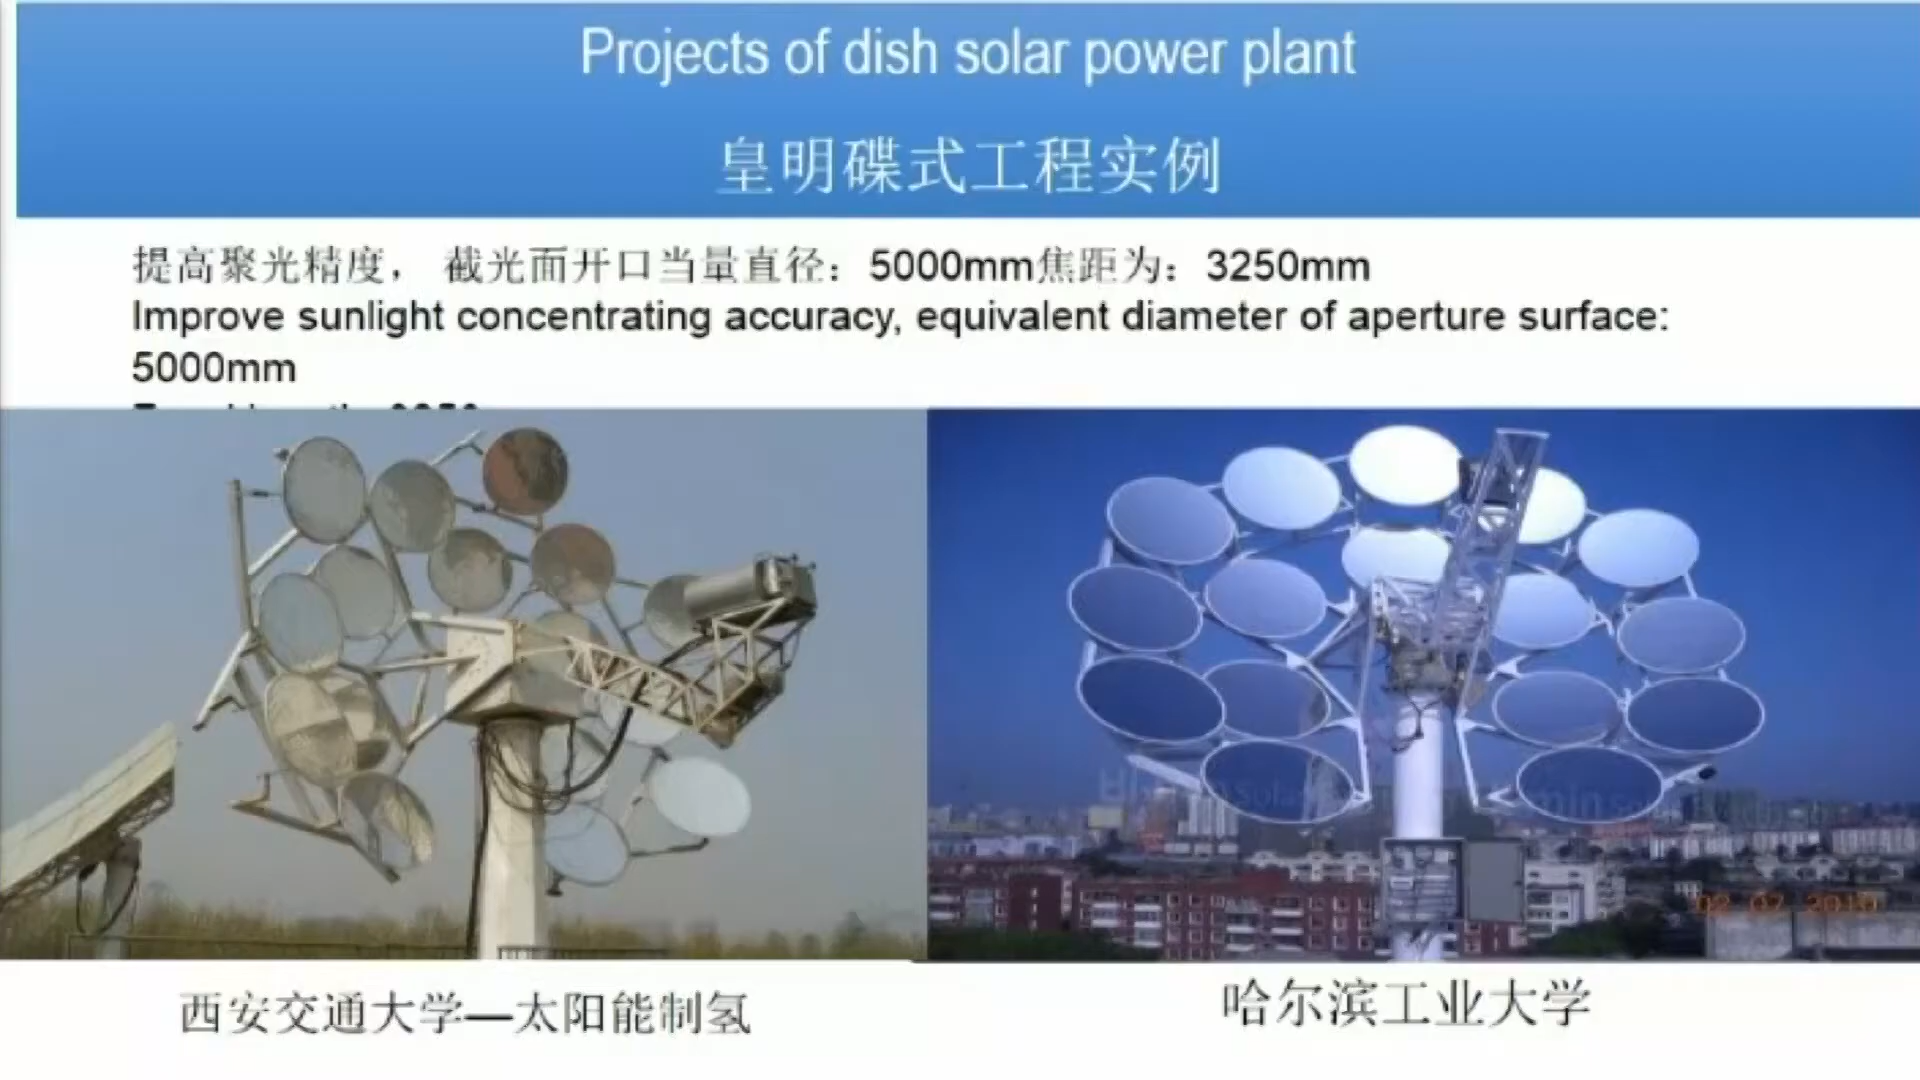 Projects of dish solar power plant
皇明碟式工程实例
提高聚光精度， 截光面开口当量直径：5000mm焦距为：3250mm
Improve sunlight concentrating accuracy, equivalent diameter of aperture surface:
5000mm
02 07 2010
西安交通大学—太阳能制氢
哈尔滨工业大学